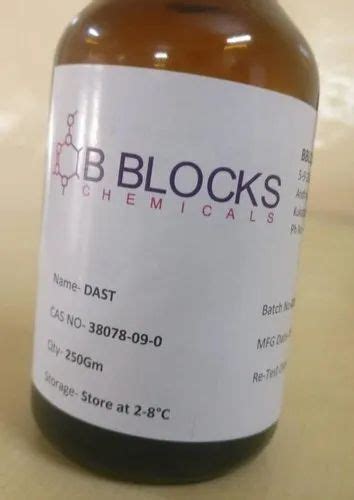 B BLOCKS
CHEMICALS
Name- DAST
CAS NO- 38078-09-0
Qty- 250Gm
Storage- Store at 2-8°C
Batch No
MFG Date
Re-Test